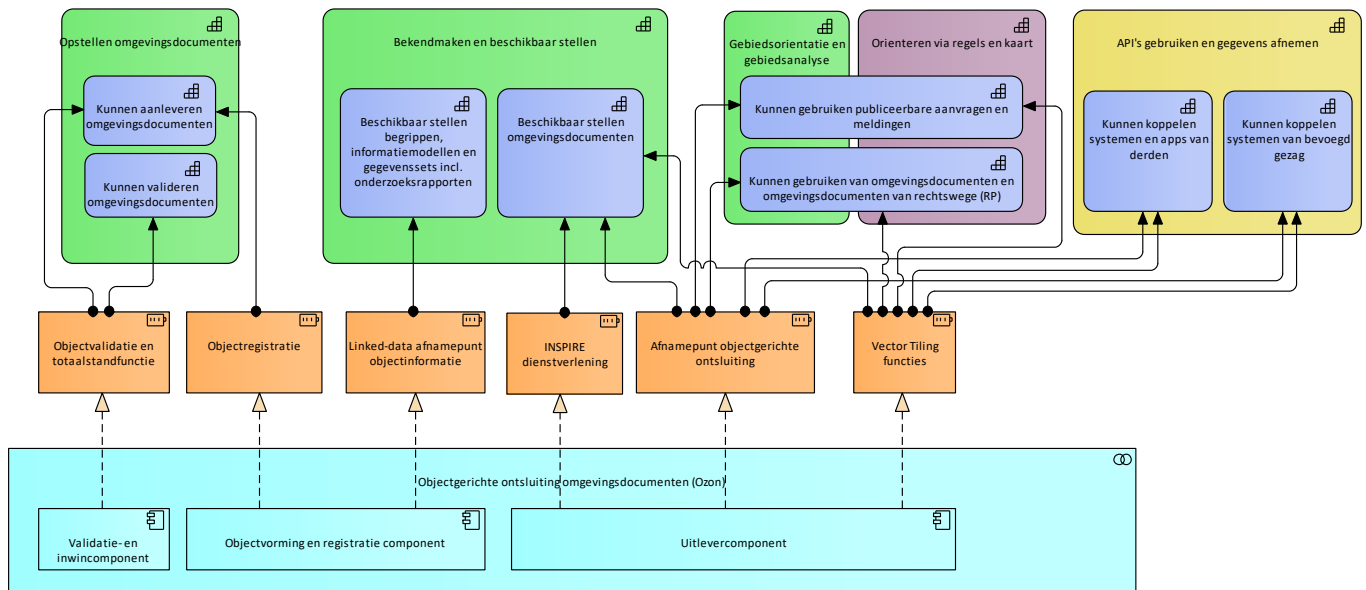 Opstellen omgevingsdocumenten
Kunnen aanleveren
omgevingsdocumenten
Kunnen valideren
omgevingsdocumenten
Bekendmaken en beschikbaar stellen
Beschikbaar stellen
begrippen,
informatiemodellen en
gegevenssets incl.
onderzoeksrapporten
Beschikbaar stellen
omgevingsdocumenten
Gebiedsorientatie en
gebiedsanalyse
Orienteren via regels en kaart
Kunnen gebruiken publiceerbare aanvragen en
meldingen
Kunnen gebruiken van omgevingsdocumenten en
omgevingsdocumenten van rechtswege (RP)
API's gebruiken en gegevens afnemen
Kunnen koppelen
systemen en apps van
derden
Kunnen koppelen
systemen van bevoegd
gezag
Objectvalidatie en
totaalstandfunctie
Objectregistratie
Linked-data afnamepunt
objectinformatie
INSPIRE
dienstverlening
Afnamepunt objectgerichte
ontsluiting
Vector Tiling
functies
Objectgerichte ontsluiting omgevingsdocumenten (Ozon)
Validatie- en
inwincomponent
Objectvorming en registratie component
Uitlevercomponent